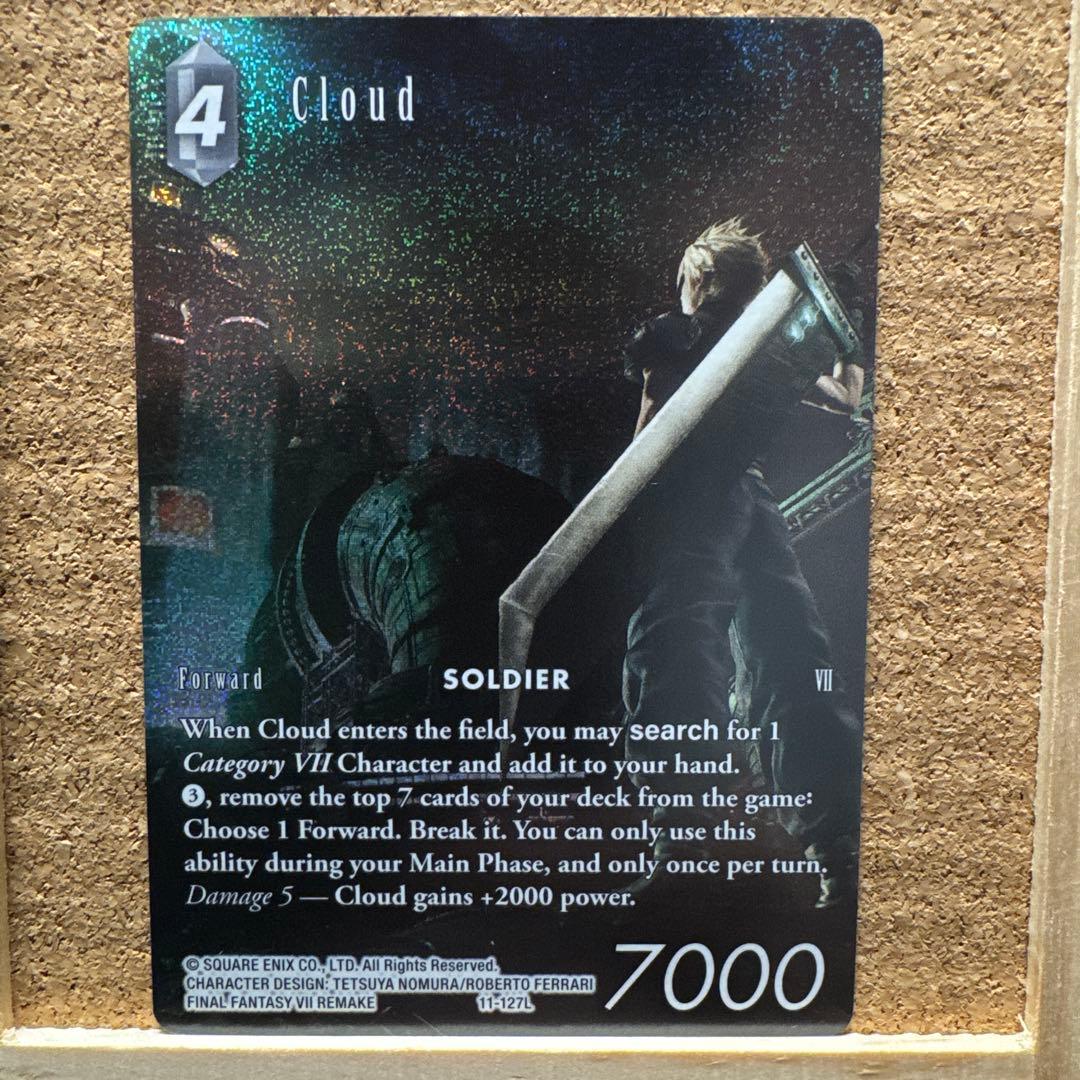 4
Cloud
Forward SOLDIER VII
When Cloud enters the field, you may search for 1
Category VII Character and add it to your hand.
3, remove the top 7 cards of your deck from the game:
Choose 1 Forward. Break it. You can only use this
ability during your Main Phase, and only once per turn.
Damage 5 — Cloud gains +2000 power.
© SQUARE ENIX CO., LTD. All Rights Reserved.
CHARACTER DESIGN: TETSUYA NOMURA/ROBERTO FERRARI
FINAL FANTASY VII REMAKE 11-127L
7000